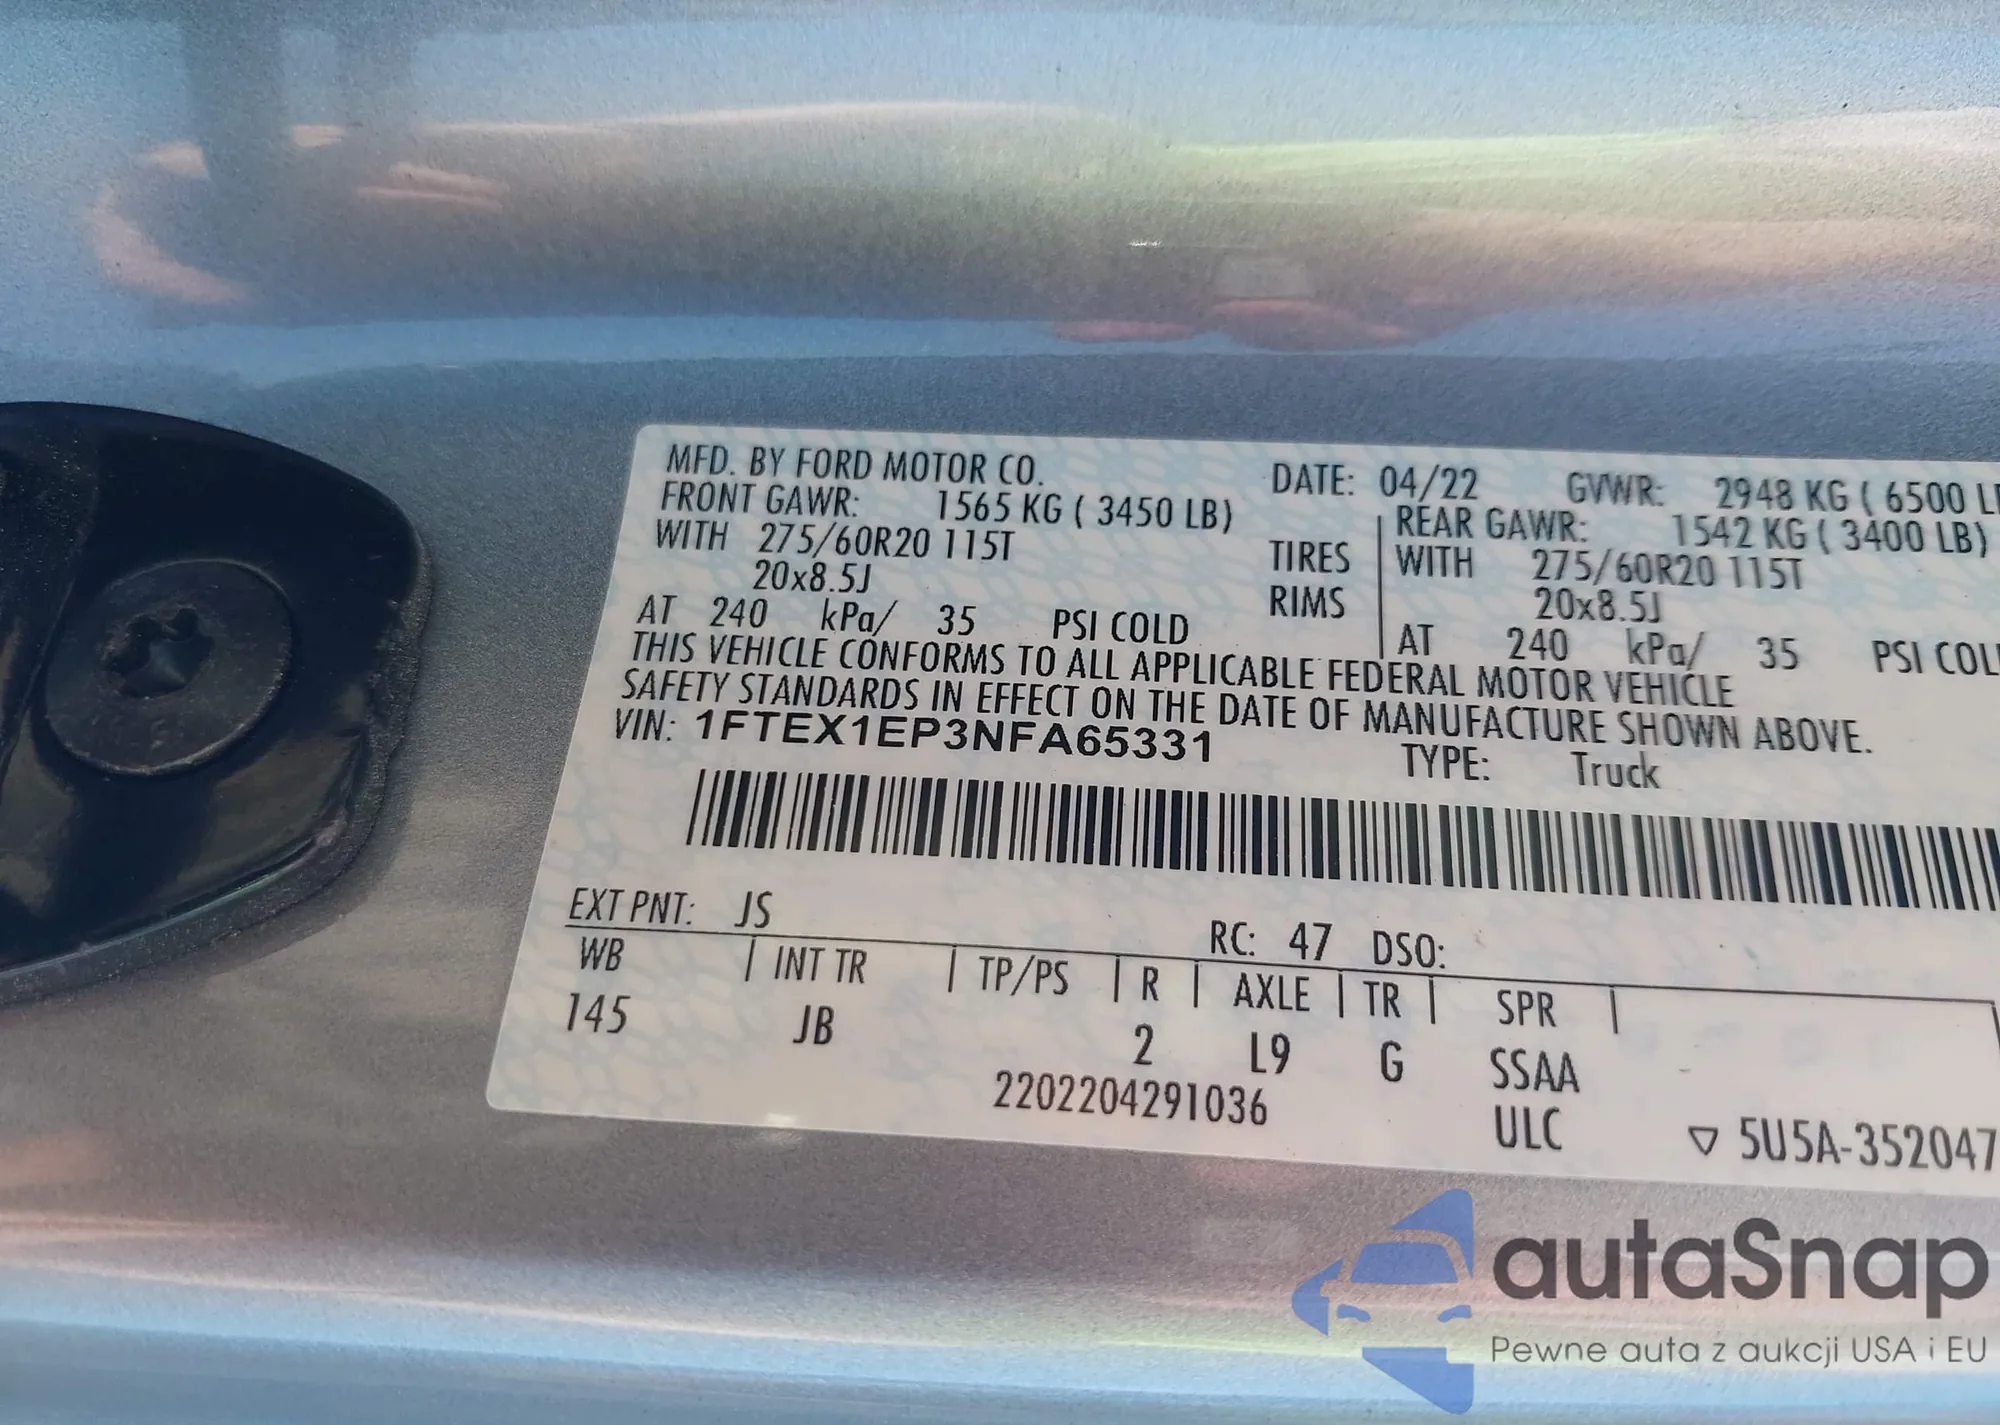 MFD. BY FORD MOTOR CO. DATE: 04/22 GVWR: 2948 KG ( 6500
FRONT GAWR: 1565 KG ( 3450 LB) REAR GAWR: 1542 KG ( 3400 LB)
WITH 275/60R20 115T TIRES WITH 275/60R20 115T
20x8.5J RIMS 20x8.5J
AT 240 kPa/ 35 PSI COLD AT 240 kPa/ 35 PSI
THIS VEHICLE CONFORMS TO ALL APPLICABLE FEDERAL MOTOR VEHICLE
SAFETY STANDARDS IN EFFECT ON THE DATE OF MANUFACTURE SHOWN ABOVE.
VIN: 1FTEX1EP3NFA65331 TYPE: Truck
EXT PNT: JS RC: 47 DSO:
WB | INT TR | TP/PS | R | AXLE | TR | SPR |
145 JB 2 L9 G SSAA
2202204291036 ULC ▽ 5U5A-352047
autaSnap
Pewne auta z aukcji USA i EU